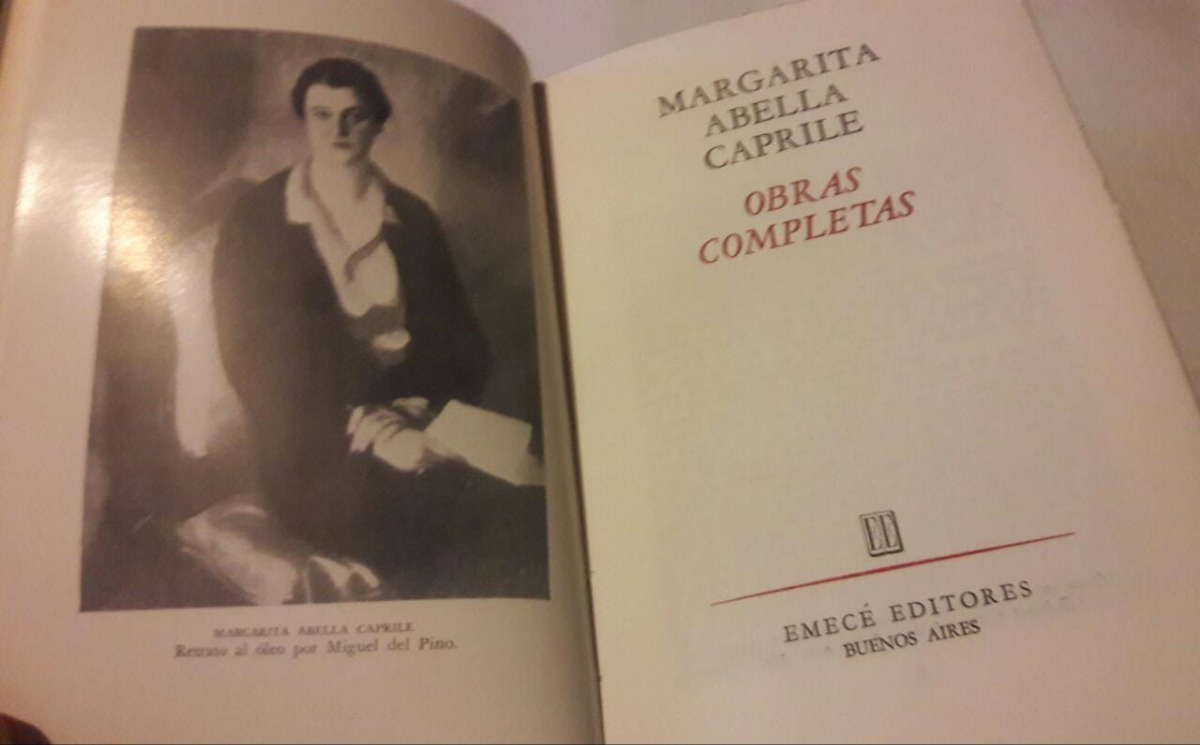 MARGARITA ABELLA CAPRILE
Retrato al óleo por Miguel del Pino.
MARGARITA
ABELLA
CAPRILE
OBRAS
COMPLETAS
EE
EMECÉ EDITORES
BUENOS AIRES